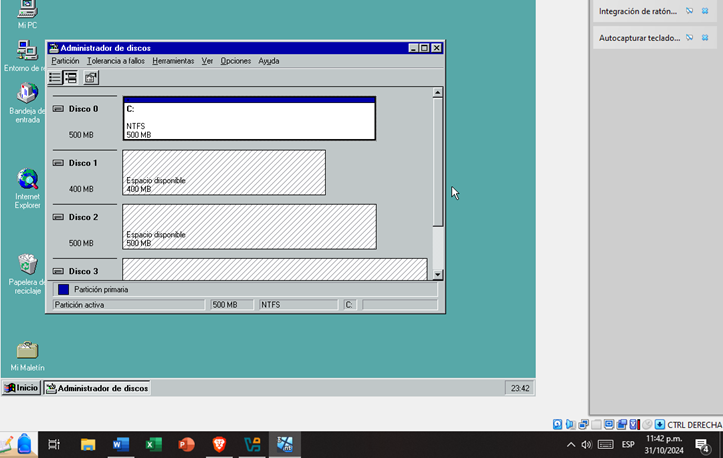 Mi PC
Entorno de re
Bandeja de
entrada
Internet
Explorer
Papelera de
reciclaje
Mi Maletín
Administrador de discos
Partición Tolerancia a fallos Herramientas Ver Opciones Ayuda
Disco 0
500 MB
C:
NTFS
500 MB
Disco 1
400 MB
Espacio disponible
400 MB
Disco 2
500 MB
Espacio disponible
500 MB
Disco 3
Partición primaria
Partición activa 500 MB NTFS C:
Inicio Administrador de discos 23:42
Integración de ratón...
Autocapturar teclado...
CTRL DERECHA
ESP
11:42 p.m.
31/10/2024
4